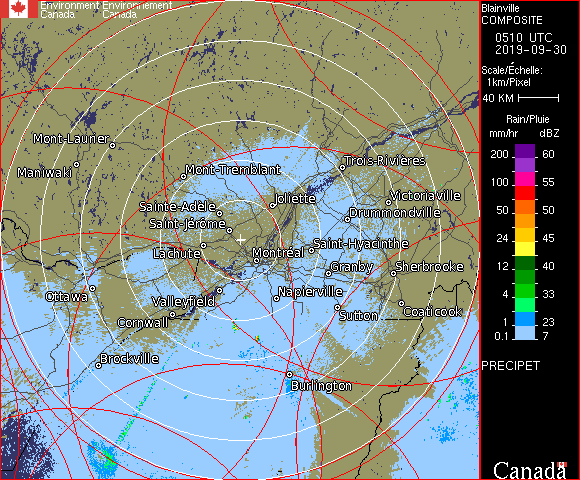 Environment Environnement
Canada Canada
Blainville
COMPOSITE
0510 UTC
2019-09-30
Scale/Échelle:
1km/Pixel
40 KM
Rain/Pluie
mm/hr dBZ
200 60
100 55
50 50
24 45
12 40
4 33
1 23
0.1 7
PRECIPET
Canada
Mont-Laurier
Maniwaki
Mont-Tremblant
Trois-Rivières
Sainte-Adèle
Joliette
Victoriaville
Drummondville
Saint-Jérôme
Lachute
Montréal
Saint-Hyacinthe
Granby
Sherbrooke
Ottawa
Valleyfield
Napierville
Cornwall
Sutton
Coaticook
Brockville
Burlington